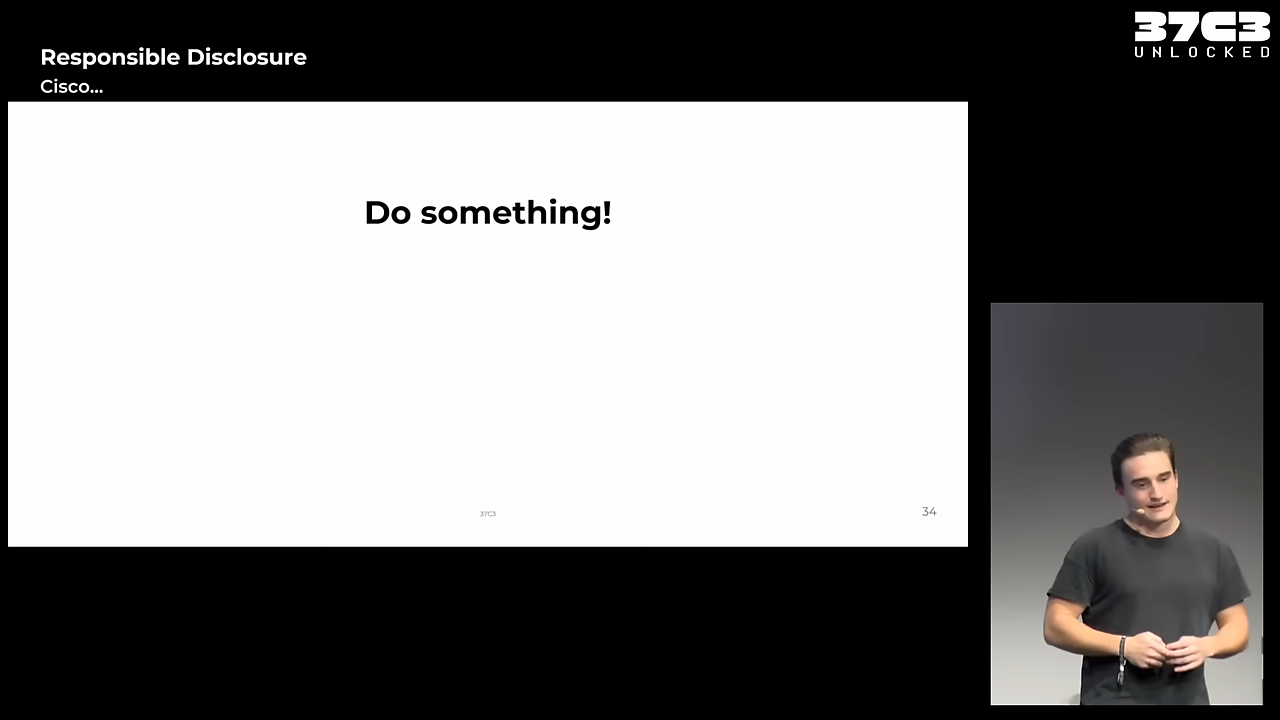 Responsible Disclosure
Cisco...
37C3
UNLOCKED
Do something!
37C3
34